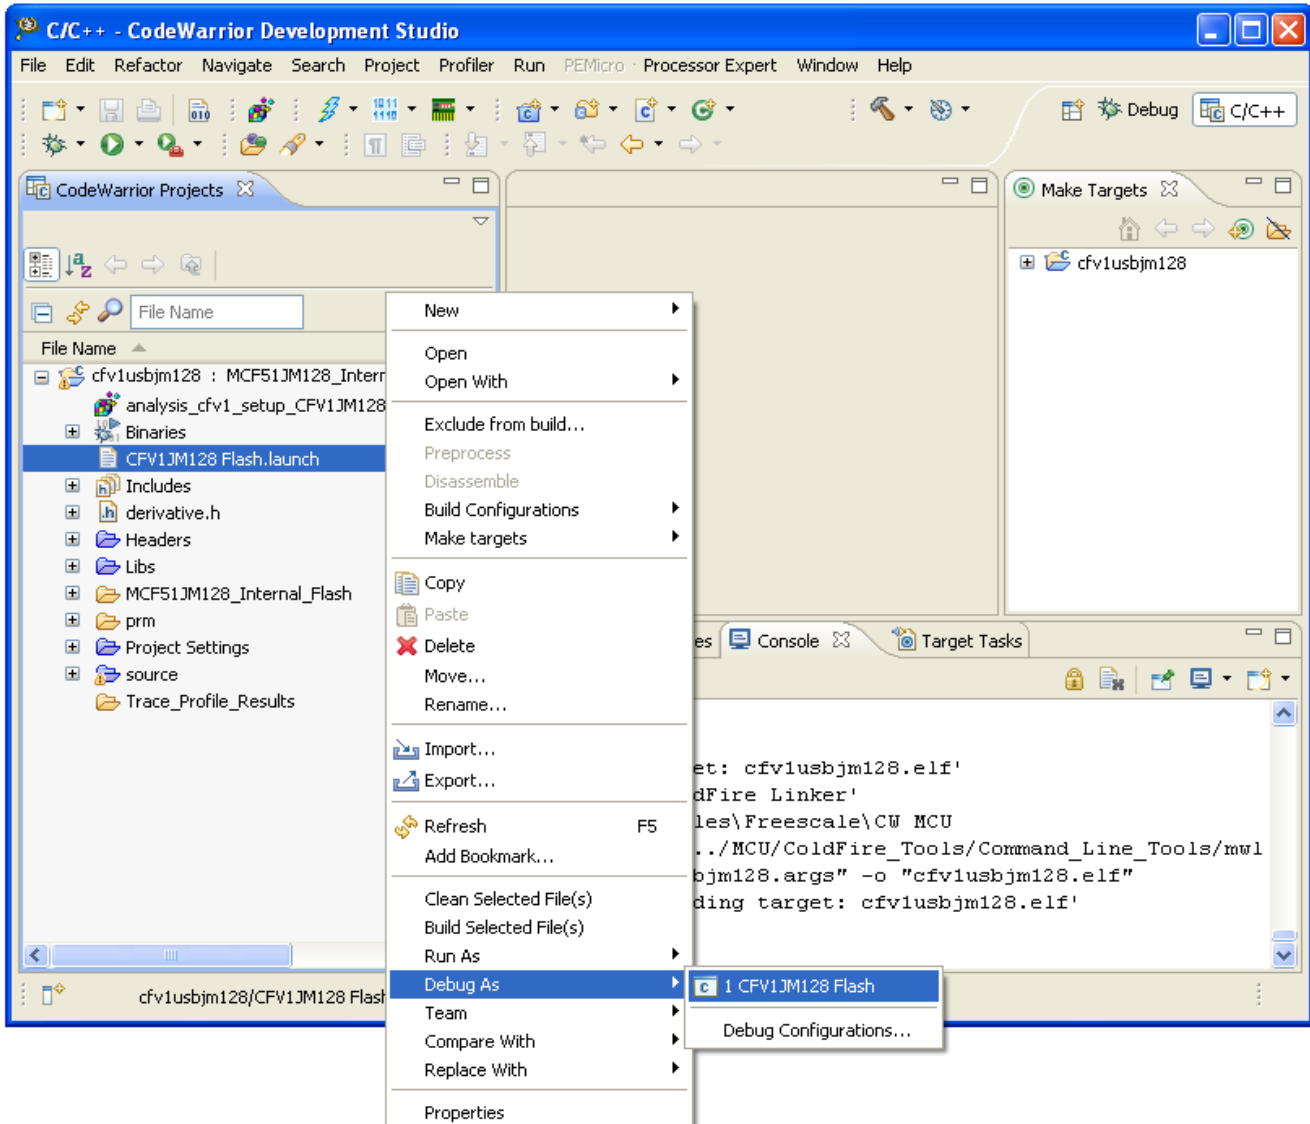 C/C++ - CodeWarrior Development Studio
File Edit Refactor Navigate Search Project Profiler Run PEMicro Processor Expert Window Help
Debug C/C++
CodeWarrior Projects
Make Targets
cfv1usbjm128
File Name
File Name
cfv1usbjm128 : MCF51JM128_Intern
analysis_cfv1_setup_CFV1JM128
Binaries
CFV1JM128 Flash.launch
Includes
derivative.h
Headers
Libs
MCF51JM128_Internal_Flash
prm
Project Settings
source
Trace_Profile_Results
New
Open
Open With
Exclude from build...
Preprocess
Disassemble
Build Configurations
Make targets
Copy
Paste
Delete
Move...
Rename...
Import...
Export...
Refresh F5
Add Bookmark...
Clean Selected File(s)
Build Selected File(s)
Run As
Debug As
Team
Compare With
Replace With
Properties
1 CFV1JM128 Flash
Debug Configurations...
es Console Target Tasks
et: cfv1usbjm128.elf'
dFire Linker'
les\Freescale\CW MCU
../MCU/ColdFire_Tools/Command_Line_Tools/mwl
bjm128.args" -o "cfv1usbjm128.elf"
ding target: cfv1usbjm128.elf'
cfv1usbjm128/CFV1JM128 Flash